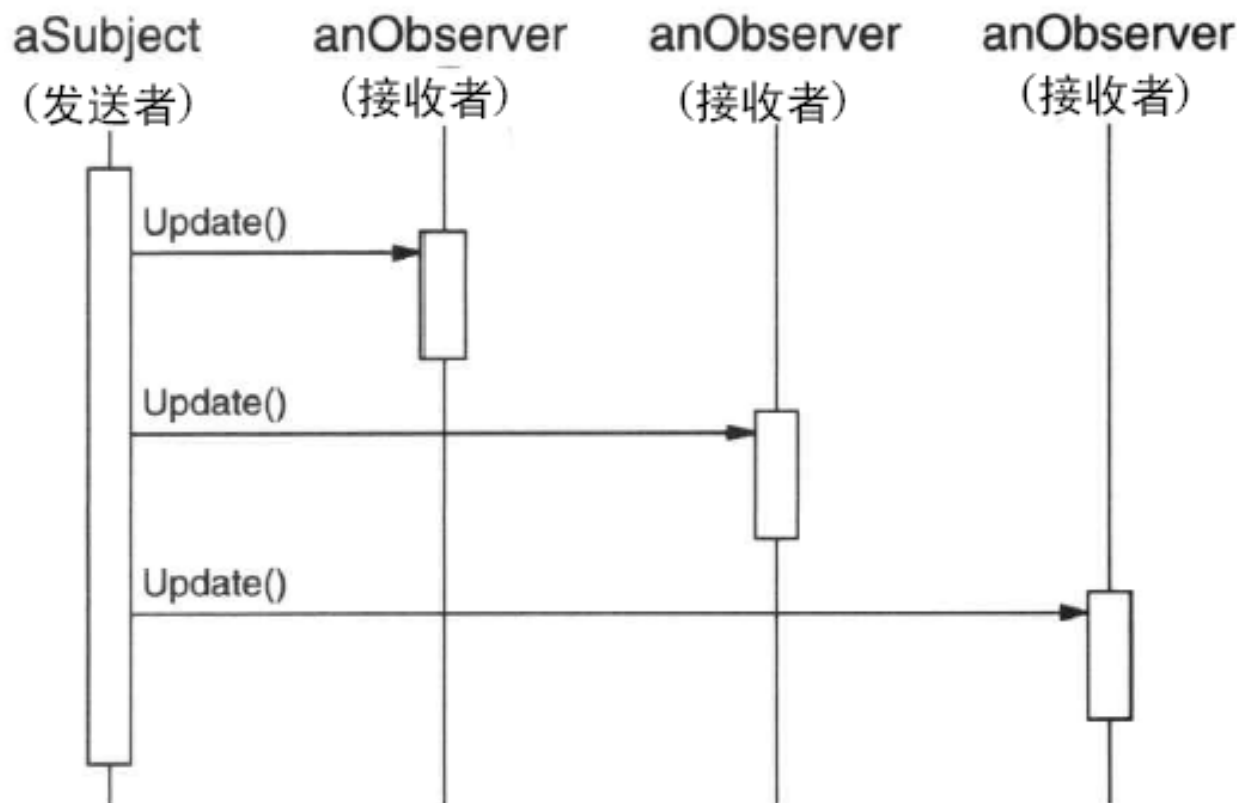 aSubject anObserver anObserver anObserver
(发送者) (接收者) (接收者) (接收者)
Update()
Update()
Update()